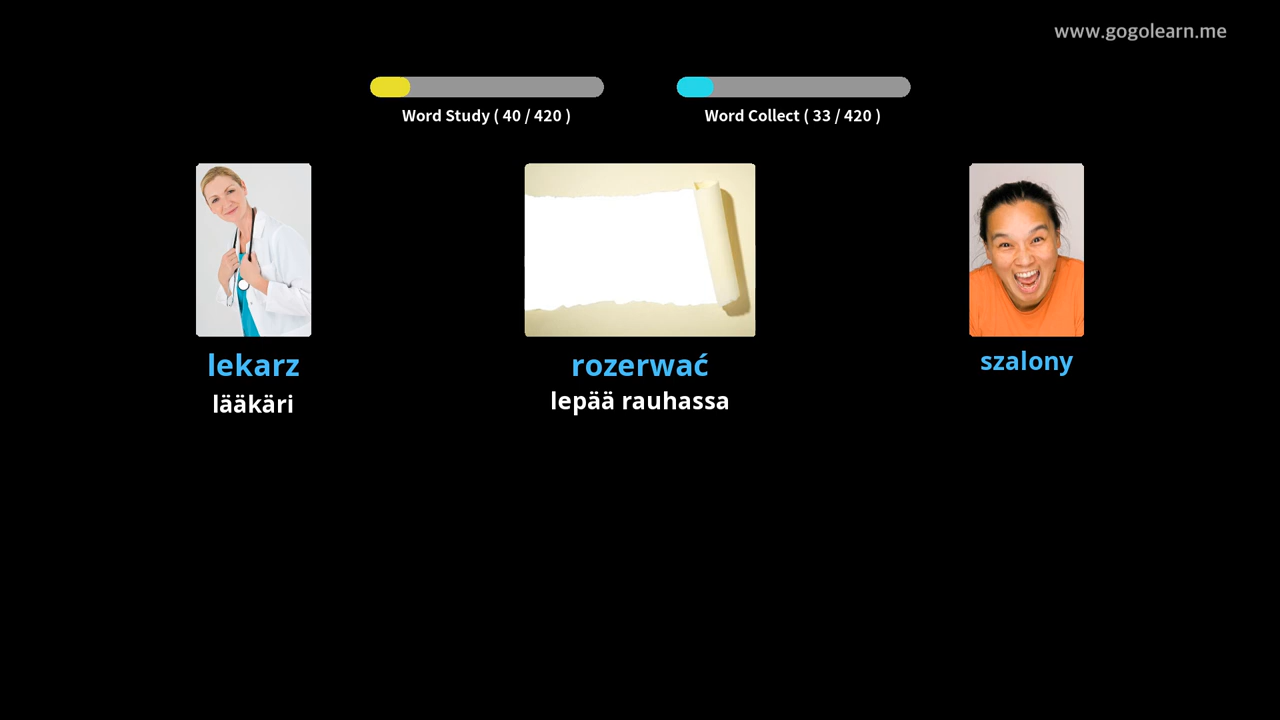 www.gogolearn.me
Word Study ( 40 / 420 )
Word Collect ( 33 / 420 )
lekarz
lääkäri
rozerwać
lepää rauhassa
szalony